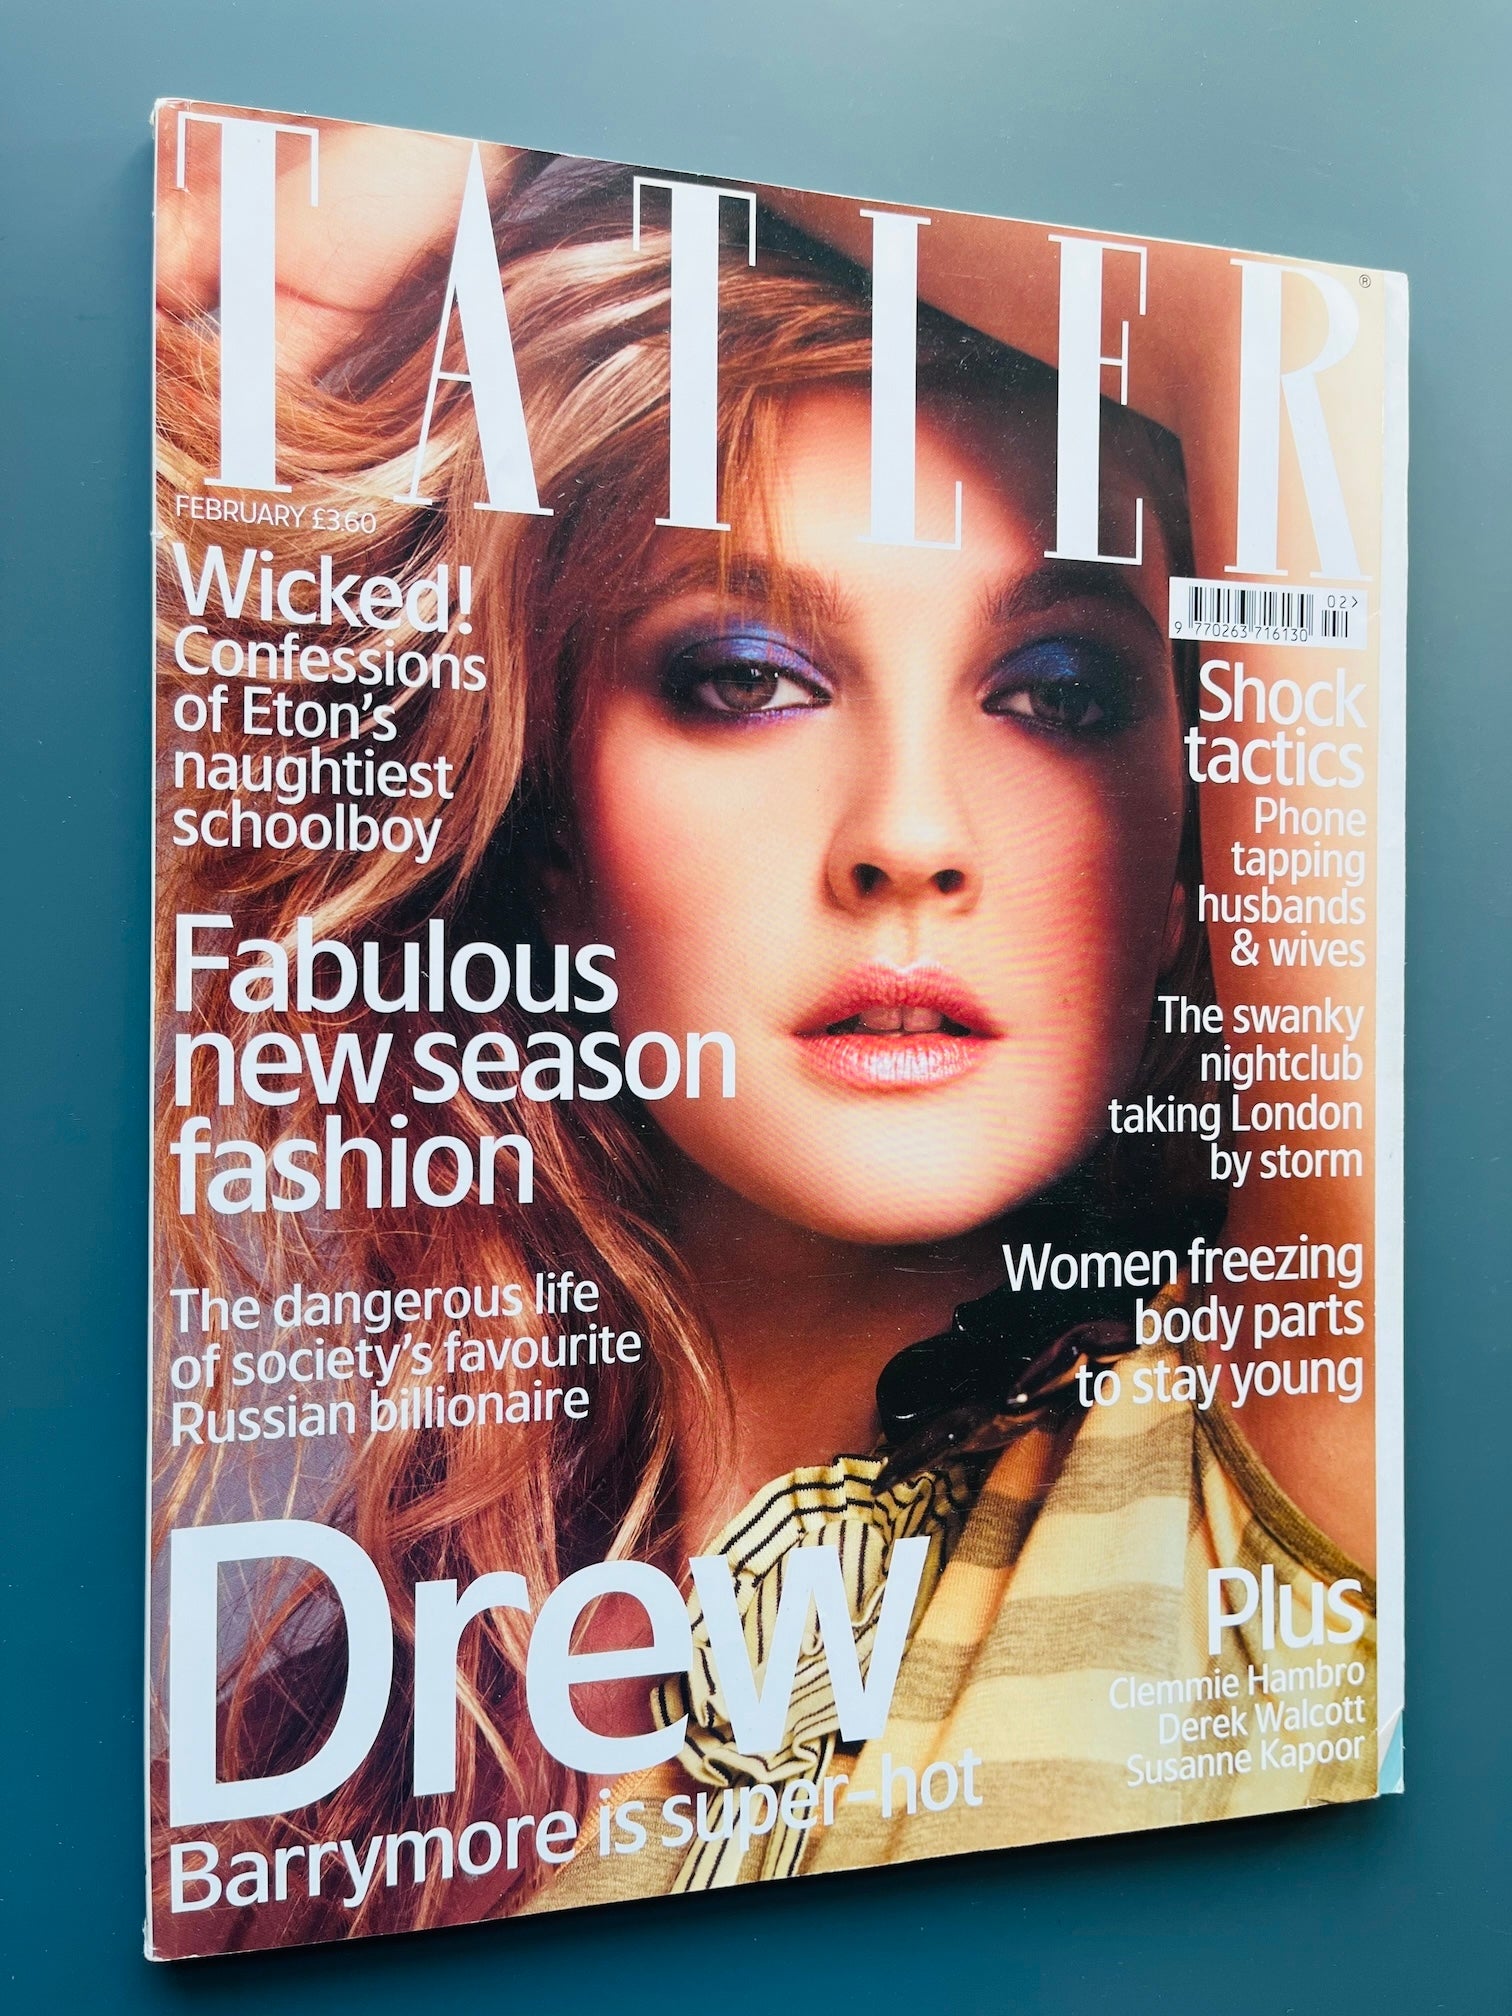 TATLER
®
FEBRUARY £3.60
Wicked!
Confessions
of Eton's
naughtiest
schoolboy
Fabulous
new season
fashion
The dangerous life
of society's favourite
Russian billionaire
Drew
Barrymore is super-hot
02>
9 770263 716130
Shock
tactics
Phone
tapping
husbands
& wives
The swanky
nightclub
taking London
by storm
Women freezing
body parts
to stay young
Plus
Clemmie Hambro
Derek Walcott
Susanne Kapoor